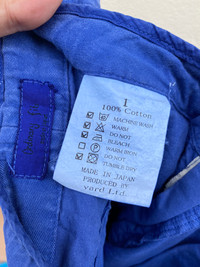 I
100% Cotton
MACHINE WASH
WARM
DO NOT
BLEACH
WARM IRON
DO NOT
TUMBLE DRY
MADE IN JAPAN
PRODUCED BY
yard Ltd.